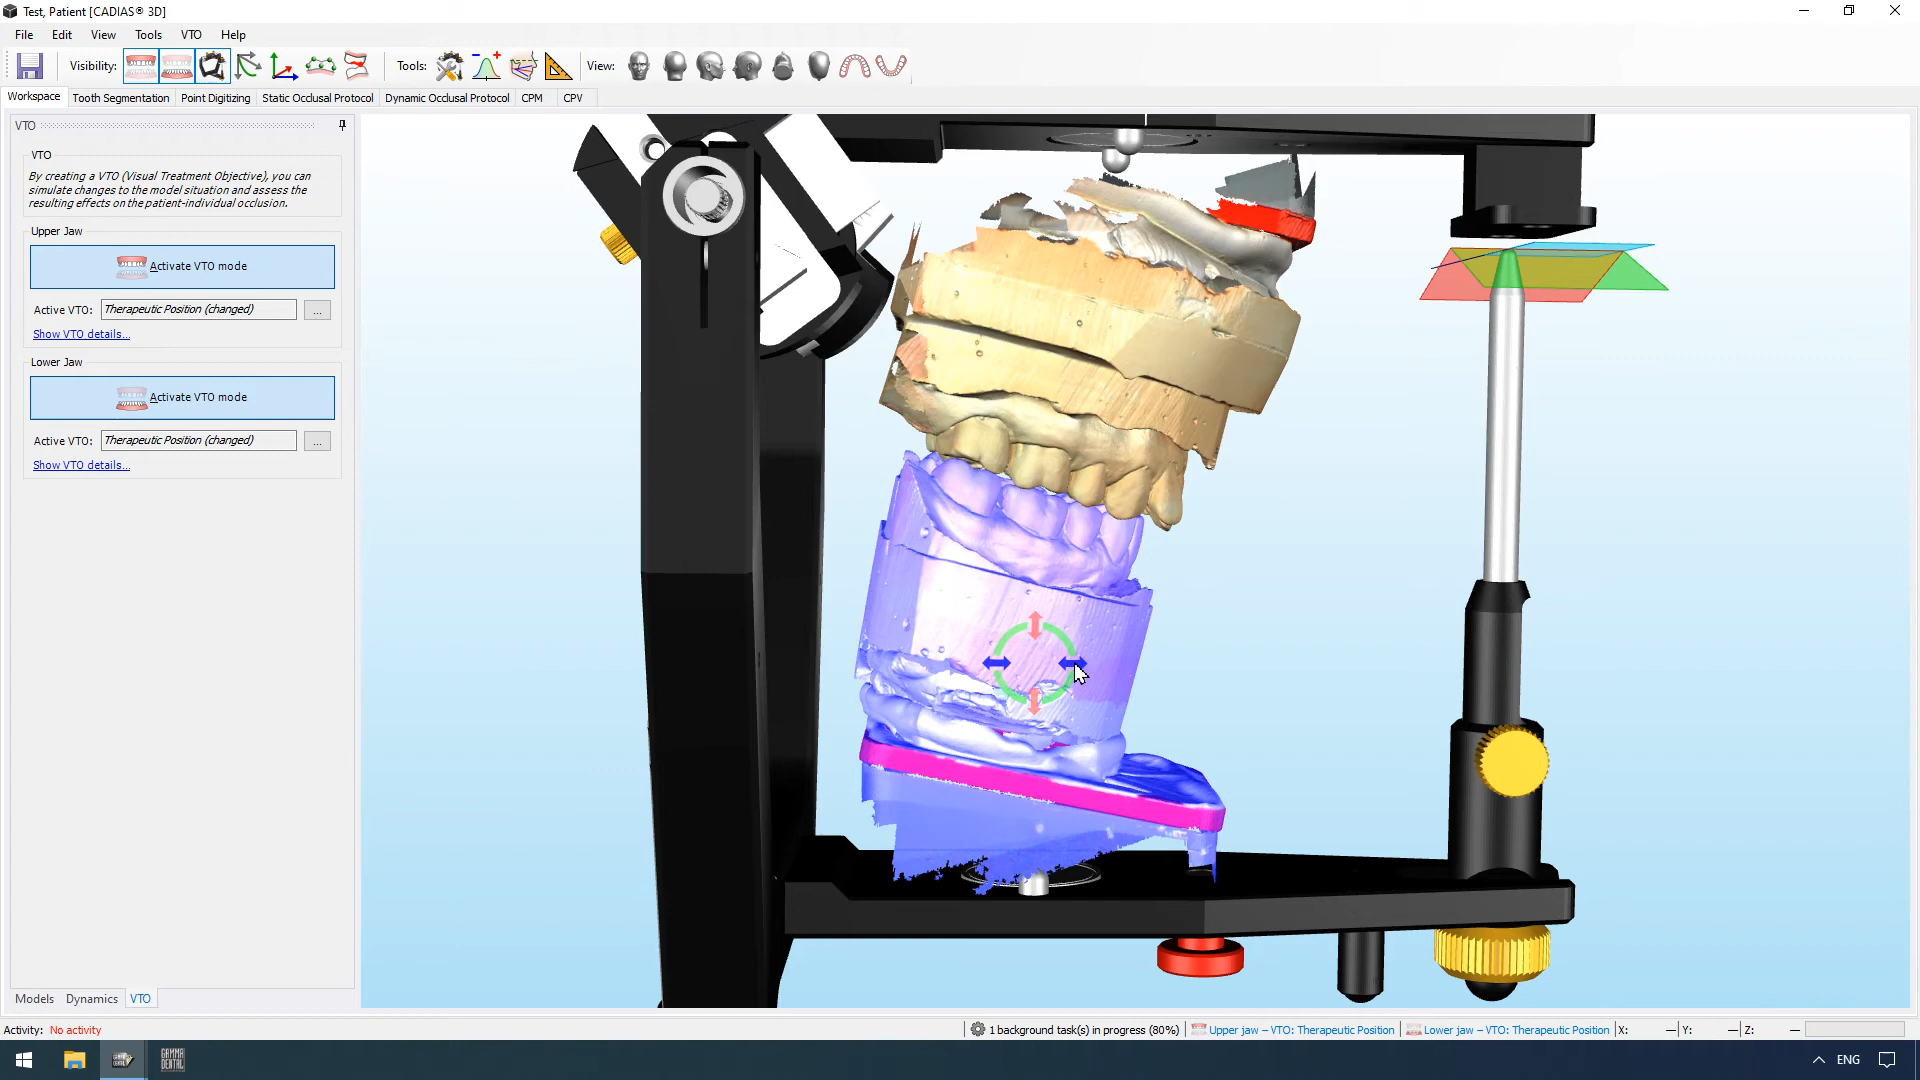 Test, Patient [CADIAS® 3D]
File Edit View Tools VTO Help
Visibility: Tools: View:
Workspace Tooth Segmentation Point Digitizing Static Occlusal Protocol Dynamic Occlusal Protocol CPM CPV
VTO
VTO
By creating a VTO (Visual Treatment Objective), you can
simulate changes to the model situation and assess the
resulting effects on the patient-individual occlusion.
Upper Jaw
Activate VTO mode
Active VTO: Therapeutic Position (changed) ...
Show VTO details...
Lower Jaw
Activate VTO mode
Active VTO: Therapeutic Position (changed) ...
Show VTO details...
Models Dynamics VTO
Activity: No activity
1 background task(s) in progress (80%) Upper jaw – VTO: Therapeutic Position Lower jaw – VTO: Therapeutic Position X: — Y: — Z: —
GAMMA
DENTAL
ENG